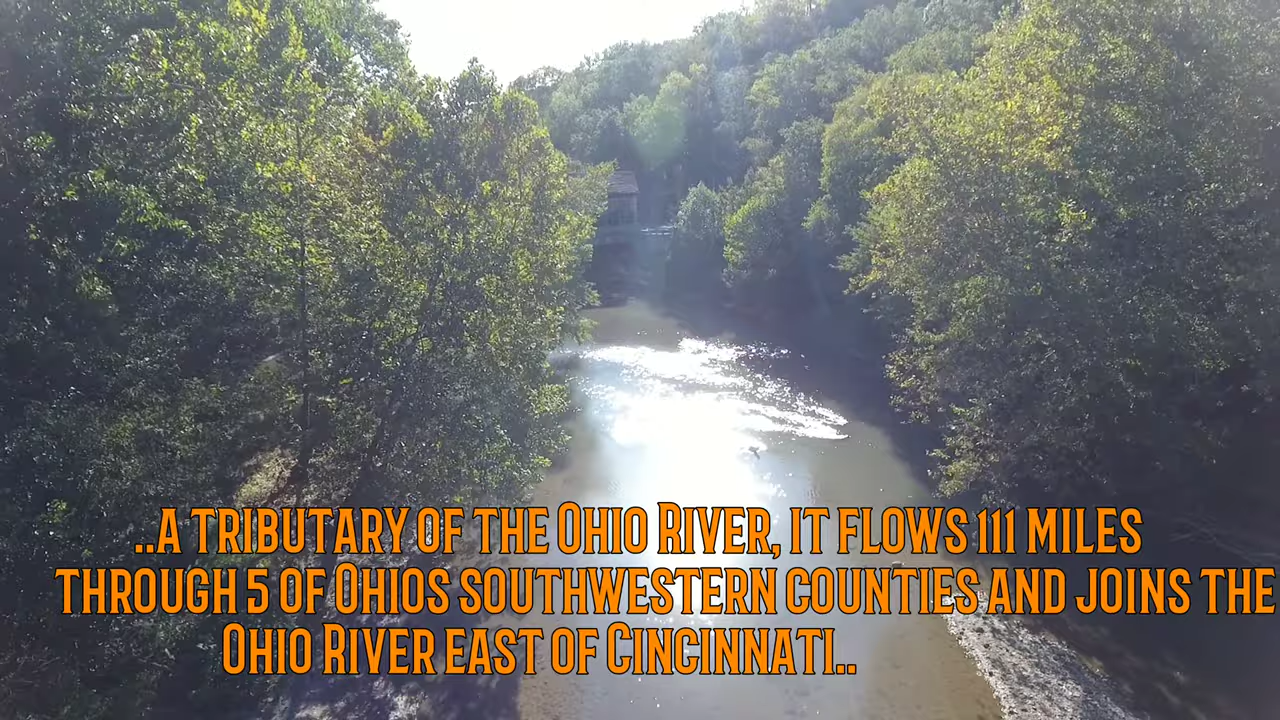 ..A TRIBUTARY OF THE OHIO RIVER, IT FLOWS 111 MILES
THROUGH 5 OF OHIOS SOUTHWESTERN COUNTIES AND JOINS THE
OHIO RIVER EAST OF CINCINNATI..